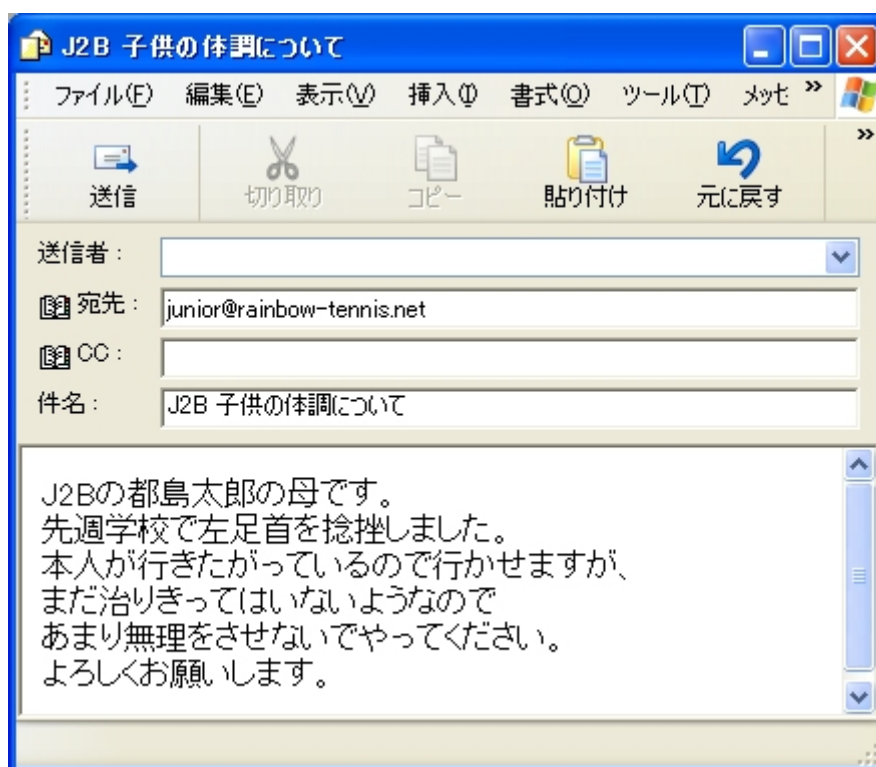 J2B 子供の体調について
ファイル(F) 編集(E) 表示(V) 挿入(I) 書式(O) ツール(T) メッセ »
送信 切り取り コピー 貼り付け 元に戻す »
送信者：
宛先： junior@rainbow-tennis.net
CC：
件名： J2B 子供の体調について
J2Bの都島太郎の母です。
先週学校で左足首を捻挫しました。
本人が行きたがっているので行かせますが、
まだ治りきってはいないようなので
あまり無理をさせないでやってください。
よろしくお願いします。